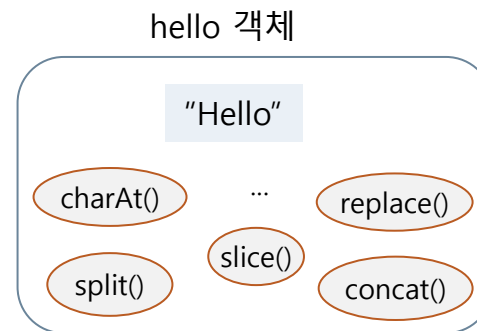 hello 객체
"Hello"
charAt()
...
replace()
slice()
split()
concat()